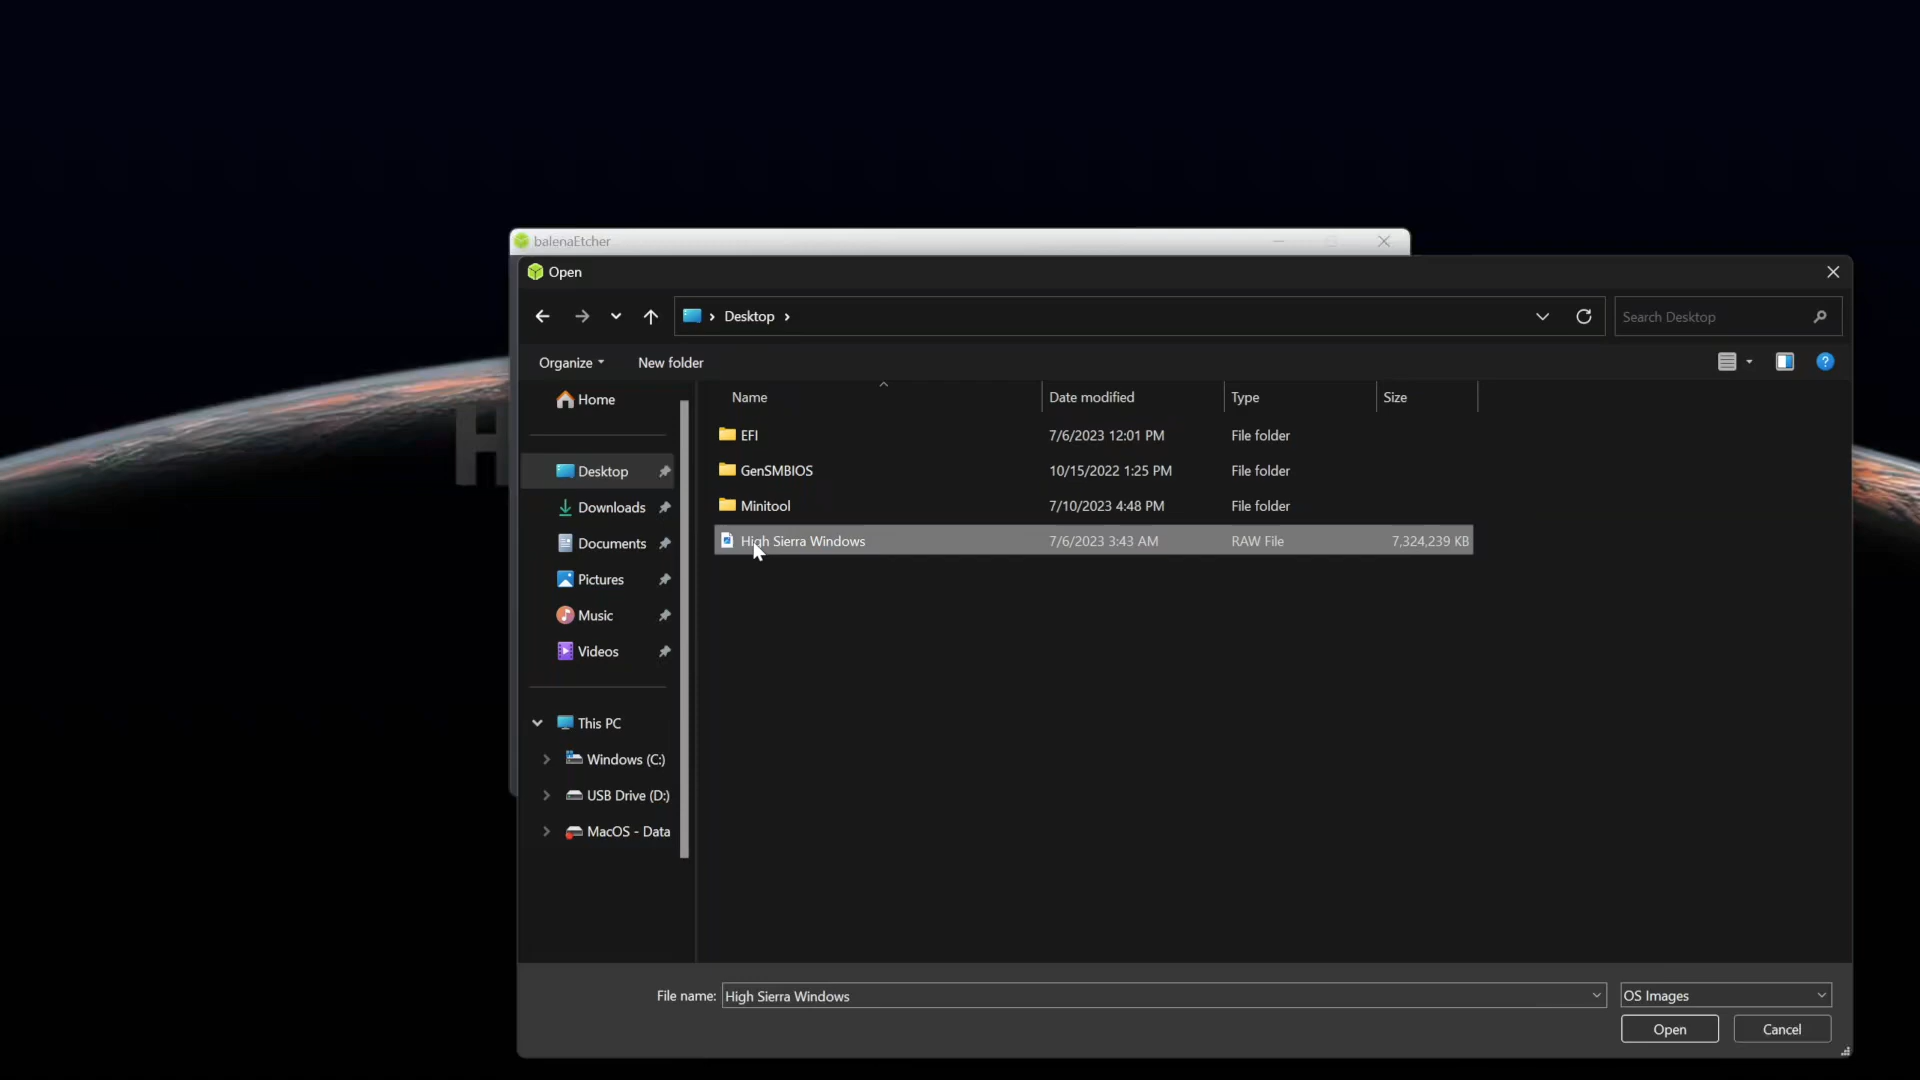 balenaEtcher
Open
Desktop
Search Desktop
Organize
New folder
Name Date modified Type Size
Home
EFI 7/6/2023 12:01 PM File folder
Desktop
GenSMBIOS 10/15/2022 1:25 PM File folder
Downloads
Minitool 7/10/2023 4:48 PM File folder
Documents
High Sierra Windows 7/6/2023 3:43 AM RAW File 7,324,239 KB
Pictures
Music
Videos
This PC
Windows (C:)
USB Drive (D:)
MacOS - Data
File name: High Sierra Windows
OS Images
Open Cancel